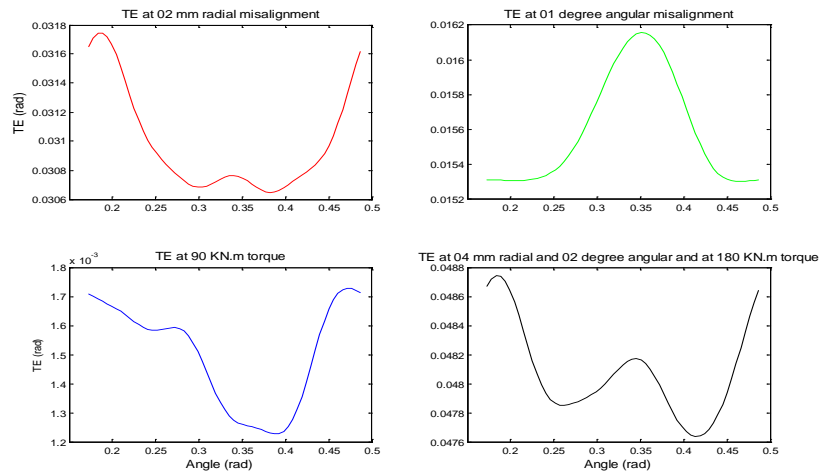 TE at 02 mm radial misalignment
0.0318
0.0316
0.0314
0.0312
0.031
0.0308
0.0306
TE (rad)
0.2 0.25 0.3 0.35 0.4 0.45 0.5
TE at 01 degree angular misalignment
0.0162
0.016
0.0158
0.0156
0.0154
0.0152
0.2 0.25 0.3 0.35 0.4 0.45 0.5
TE at 90 KN.m torque
x 10⁻³
1.8
1.7
1.6
1.5
1.4
1.3
1.2
TE (rad)
0.2 0.25 0.3 0.35 0.4 0.45 0.5
Angle (rad)
TE at 04 mm radial and 02 degree angular and at 180 KN.m torque
0.0488
0.0486
0.0484
0.0482
0.048
0.0478
0.0476
0.2 0.25 0.3 0.35 0.4 0.45 0.5
Angle (rad)